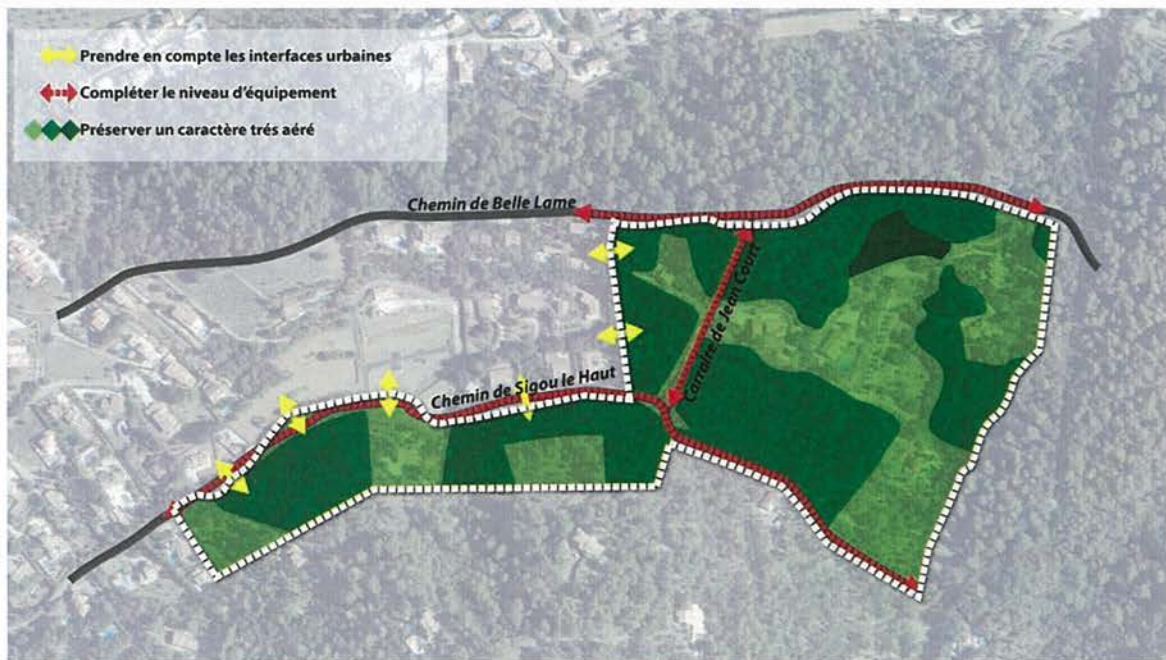 Prendre en compte les interfaces urbaines
Compléter le niveau d'équipement
Préserver un caractère trés aéré
Chemin de Belle Lame
Carraire de Jean Court
Chemin de Sigou le Haut